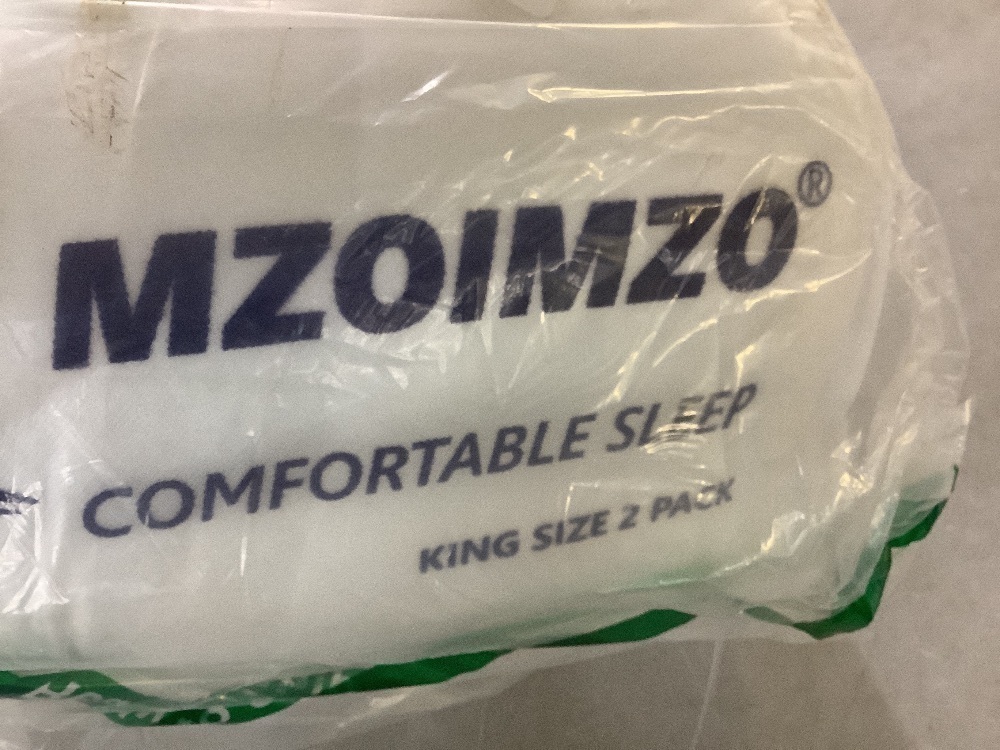 MZOIMZO®
COMFORTABLE SLEEP
KING SIZE 2 PACK